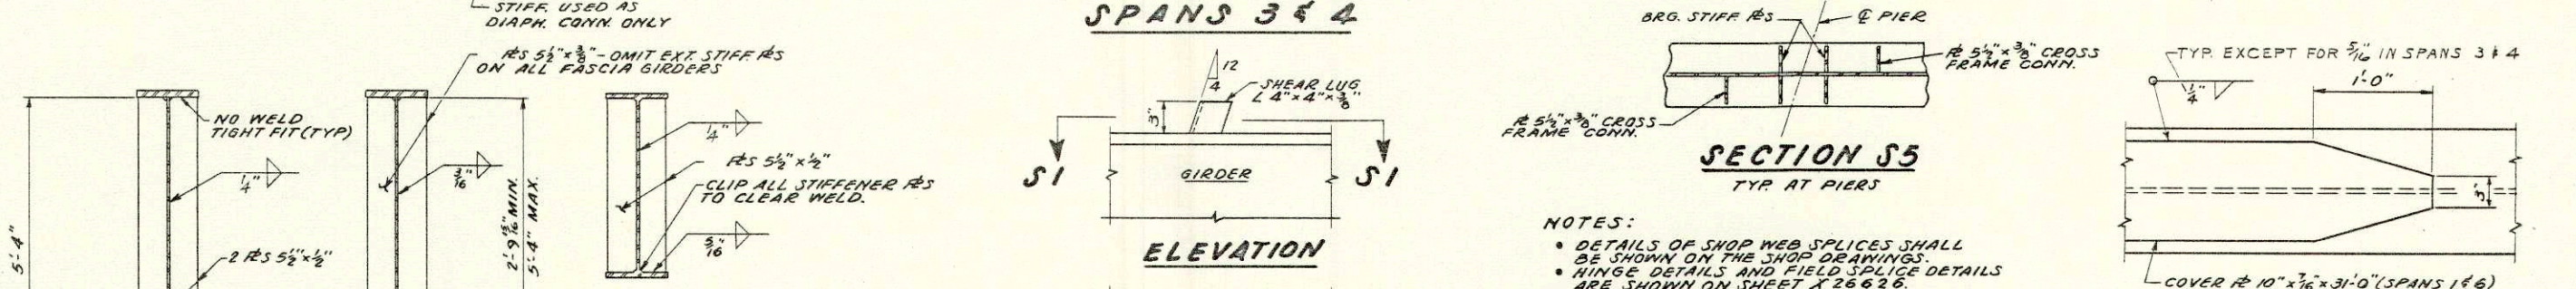 STIFF. USED AS
DIAPH. CONN. ONLY
PLS 5½" x ⅜" - OMIT EXT. STIFF. PLS
ON ALL FASCIA GIRDERS
NO WELD
TIGHT FIT (TYP)
¼"
3/16"
2 PLS 5½" x ½"
5'-4"
2'-9 15/16" MIN.
5'-4" MAX.
¼"
PLS 5½" x ½"
CLIP ALL STIFFENER PLS
TO CLEAR WELD.
5/16"
SPANS 3 & 4
12
4
SHEAR LUG
L 4" x 4" x ⅜"
3"
S1
S1
GIRDER
ELEVATION
BRG. STIFF. PLS
℄ PIER
PL 5½" x ⅜" CROSS
FRAME CONN.
PL 5½" x ⅜" CROSS
FRAME CONN.
SECTION S5
TYP. AT PIERS
NOTES:
• DETAILS OF SHOP WEB SPLICES SHALL
BE SHOWN ON THE SHOP DRAWINGS.
• HINGE DETAILS AND FIELD SPLICE DETAILS
ARE SHOWN ON SHEET X26626.
TYP. EXCEPT FOR 5/16" IN SPANS 3 & 4
1'-0"
¼"
3"
COVER PL 10" x 7/16" x 31'-0" (SPANS 1 & 6)